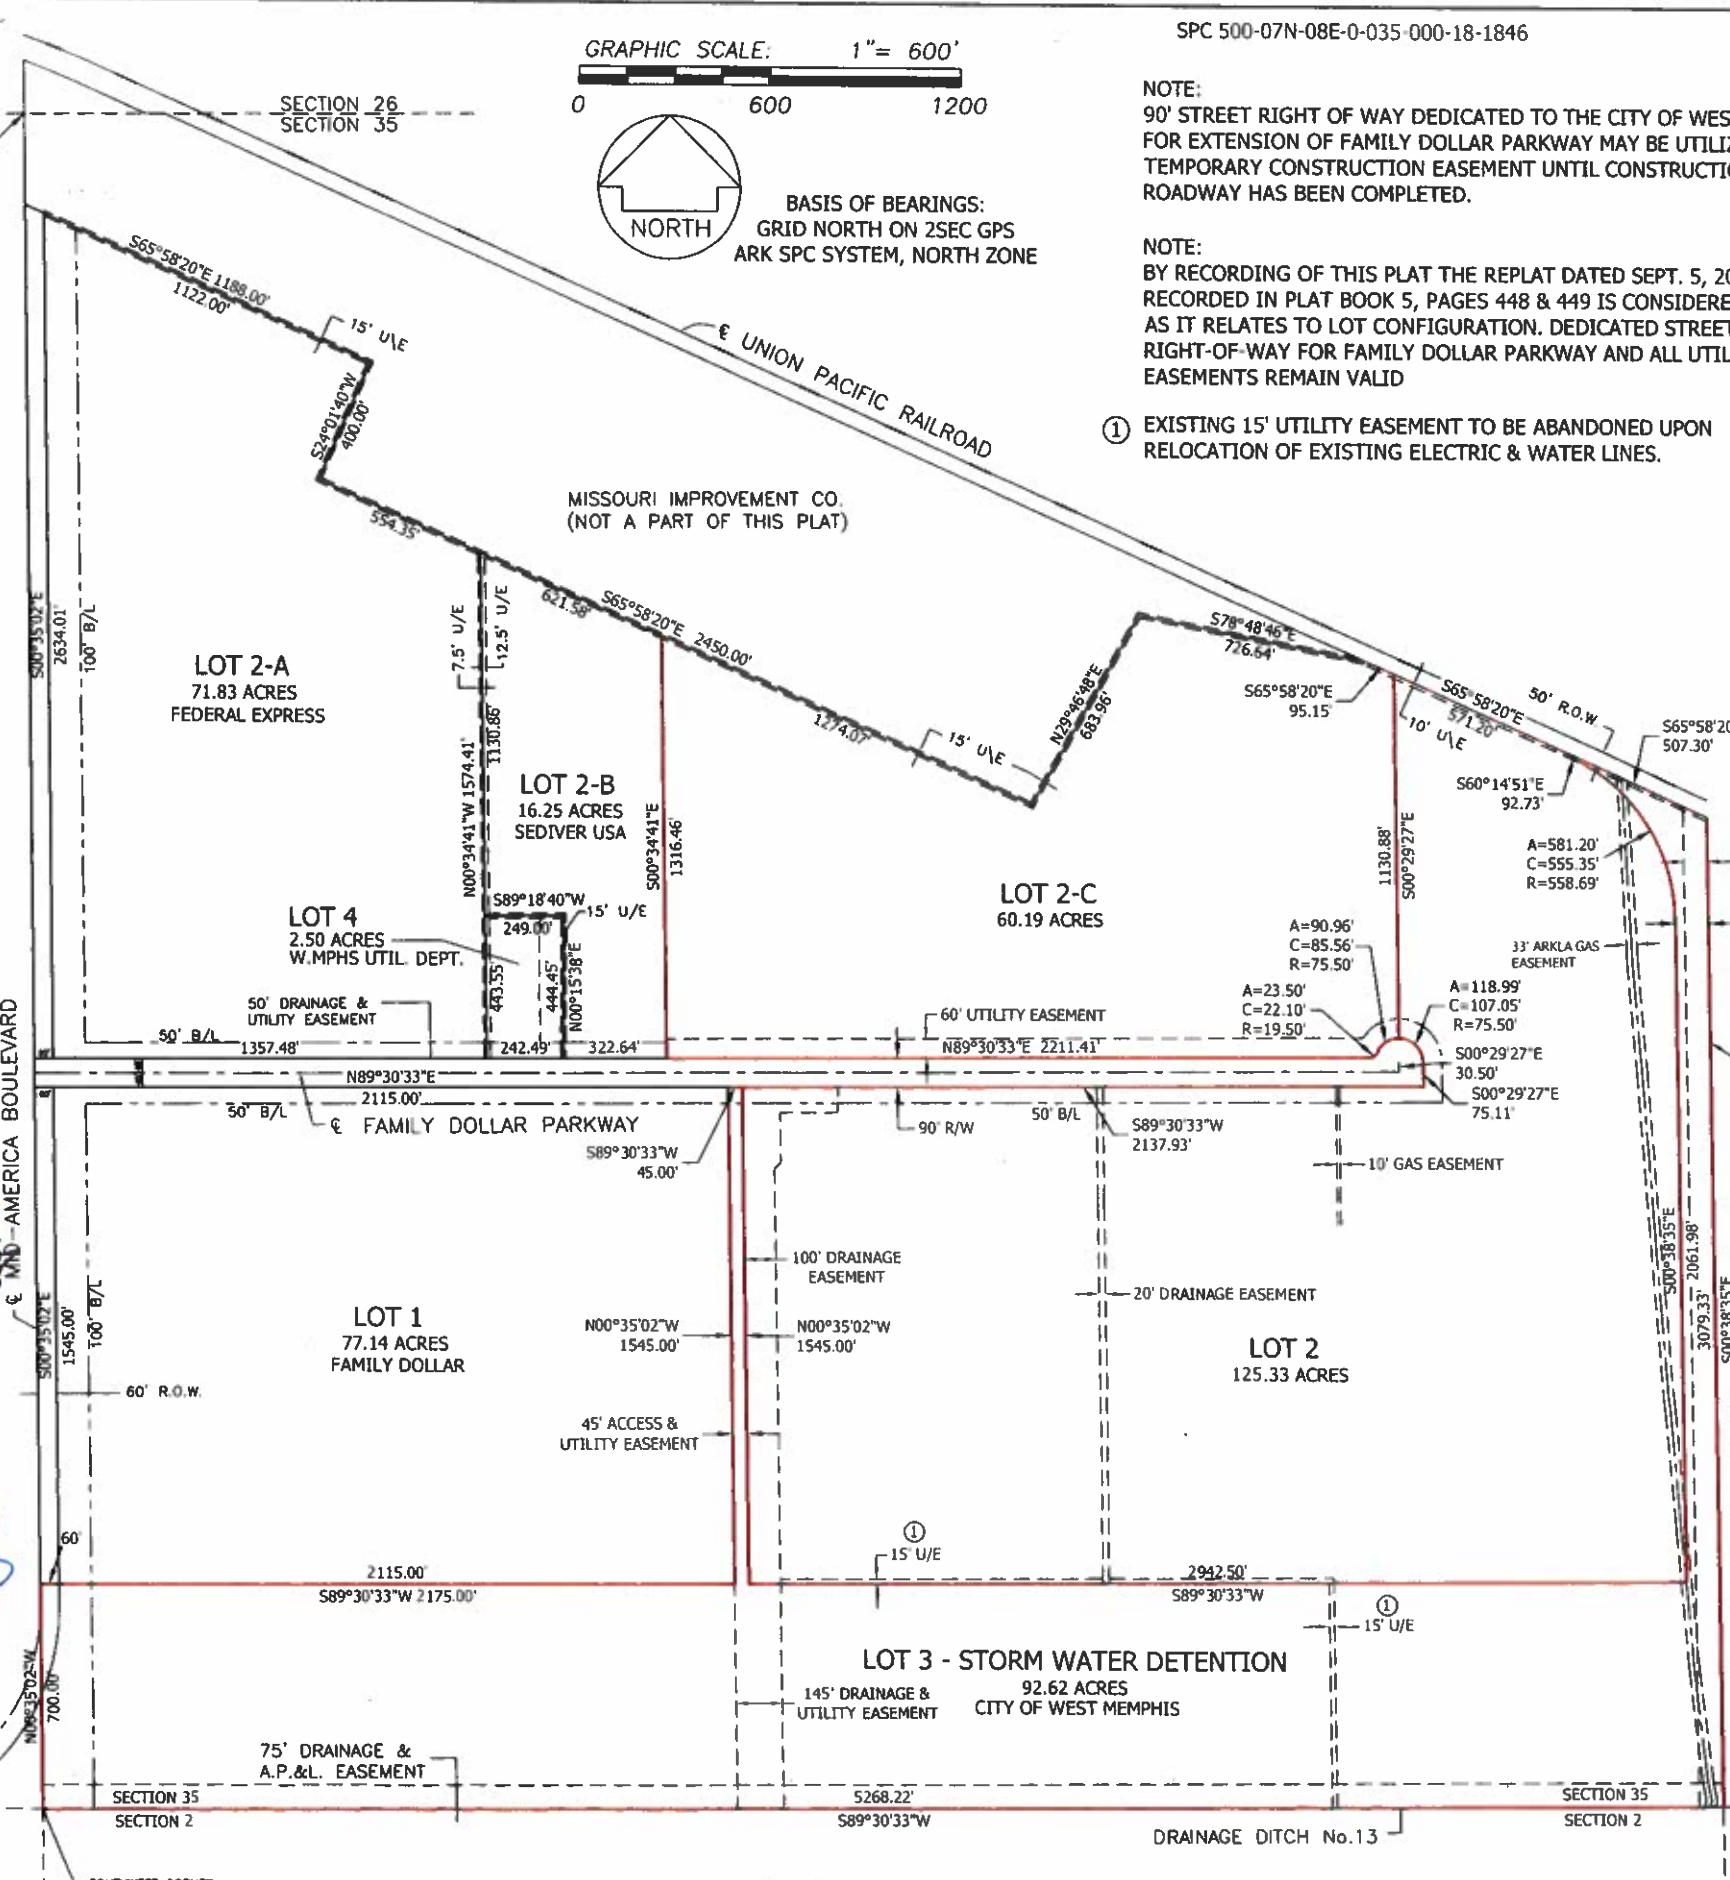 SPC 500-07N-08E-0-035-000-18-1846
GRAPHIC SCALE: 1"= 600'
0 600 1200
SECTION 26
SECTION 35
NORTH
BASIS OF BEARINGS:
GRID NORTH ON 2SEC GPS
ARK SPC SYSTEM, NORTH ZONE
NOTE:
90' STREET RIGHT OF WAY DEDICATED TO THE CITY OF WES
FOR EXTENSION OF FAMILY DOLLAR PARKWAY MAY BE UTILIZ
TEMPORARY CONSTRUCTION EASEMENT UNTIL CONSTRUCTIO
ROADWAY HAS BEEN COMPLETED.
NOTE:
BY RECORDING OF THIS PLAT THE REPLAT DATED SEPT. 5, 20
RECORDED IN PLAT BOOK 5, PAGES 448 & 449 IS CONSIDERE
AS IT RELATES TO LOT CONFIGURATION. DEDICATED STREET
RIGHT-OF-WAY FOR FAMILY DOLLAR PARKWAY AND ALL UTIL
EASEMENTS REMAIN VALID
① EXISTING 15' UTILITY EASEMENT TO BE ABANDONED UPON
RELOCATION OF EXISTING ELECTRIC & WATER LINES.
S65°58'20"E 1188.00'
1122.00'
15' U\E
S24°01'40"W
400.00'
554.35'
℄ UNION PACIFIC RAILROAD
MISSOURI IMPROVEMENT CO.
(NOT A PART OF THIS PLAT)
621.58'
S65°58'20"E 2450.00'
1274.07'
15' U\E
N29°46'48"E
683.96'
S78°48'46"E
726.64'
S65°58'20"E
95.15'
S65°58'20"E
571.20'
10' U\E
50' R.O.W.
S65°58'20
507.30'
S60°14'51"E
92.73'
A=581.20'
C=555.35'
R=558.69'
S00°35'02"E
2634.01'
100' B/L
LOT 2-A
71.83 ACRES
FEDERAL EXPRESS
7.5' U/E
12.5' U/E
1130.86'
N00°34'41"W 1574.41'
LOT 2-B
16.25 ACRES
SEDIVER USA
S00°34'41"E
1316.46'
LOT 2-C
60.19 ACRES
1130.88'
S00°29'27"E
S89°18'40"W
249.00'
15' U/E
LOT 4
2.50 ACRES
W.MPHS UTIL. DEPT.
443.55'
444.45'
N00°15'38"E
33' ARKLA GAS
EASEMENT
A=90.96'
C=85.56'
R=75.50'
A=23.50'
C=22.10'
R=19.50'
A=118.99'
C=107.05'
R=75.50'
50' DRAINAGE &
UTILITY EASEMENT
60' UTILITY EASEMENT
50' B/L
1357.48'
242.49'
322.64'
N89°30'33"E 2211.41'
S00°29'27"E
30.50'
S00°29'27"E
75.11'
N89°30'33"E
2115.00'
50' B/L
℄ FAMILY DOLLAR PARKWAY
S89°30'33"W
45.00'
90' R/W
50' B/L
S89°30'33"W
2137.93'
10' GAS EASEMENT
℄ MID-AMERICA BOULEVARD
S00°35'02"E
1545.00'
100' B/L
100' DRAINAGE
EASEMENT
20' DRAINAGE EASEMENT
LOT 1
77.14 ACRES
FAMILY DOLLAR
N00°35'02"W
1545.00'
N00°35'02"W
1545.00'
LOT 2
125.33 ACRES
S00°38'35"E
2061.98'
3079.33'
S00°38'35"E
60' R.O.W.
45' ACCESS &
UTILITY EASEMENT
60'
①
15' U/E
2115.00'
S89°30'33"W 2175.00'
2942.50'
S89°30'33"W
①
15' U/E
LOT 3 - STORM WATER DETENTION
92.62 ACRES
CITY OF WEST MEMPHIS
N00°35'02"W
700.00'
145' DRAINAGE &
UTILITY EASEMENT
75' DRAINAGE &
A.P.&L. EASEMENT
SECTION 35
SECTION 2
5268.22'
S89°30'33"W
SECTION 35
SECTION 2
DRAINAGE DITCH No.13